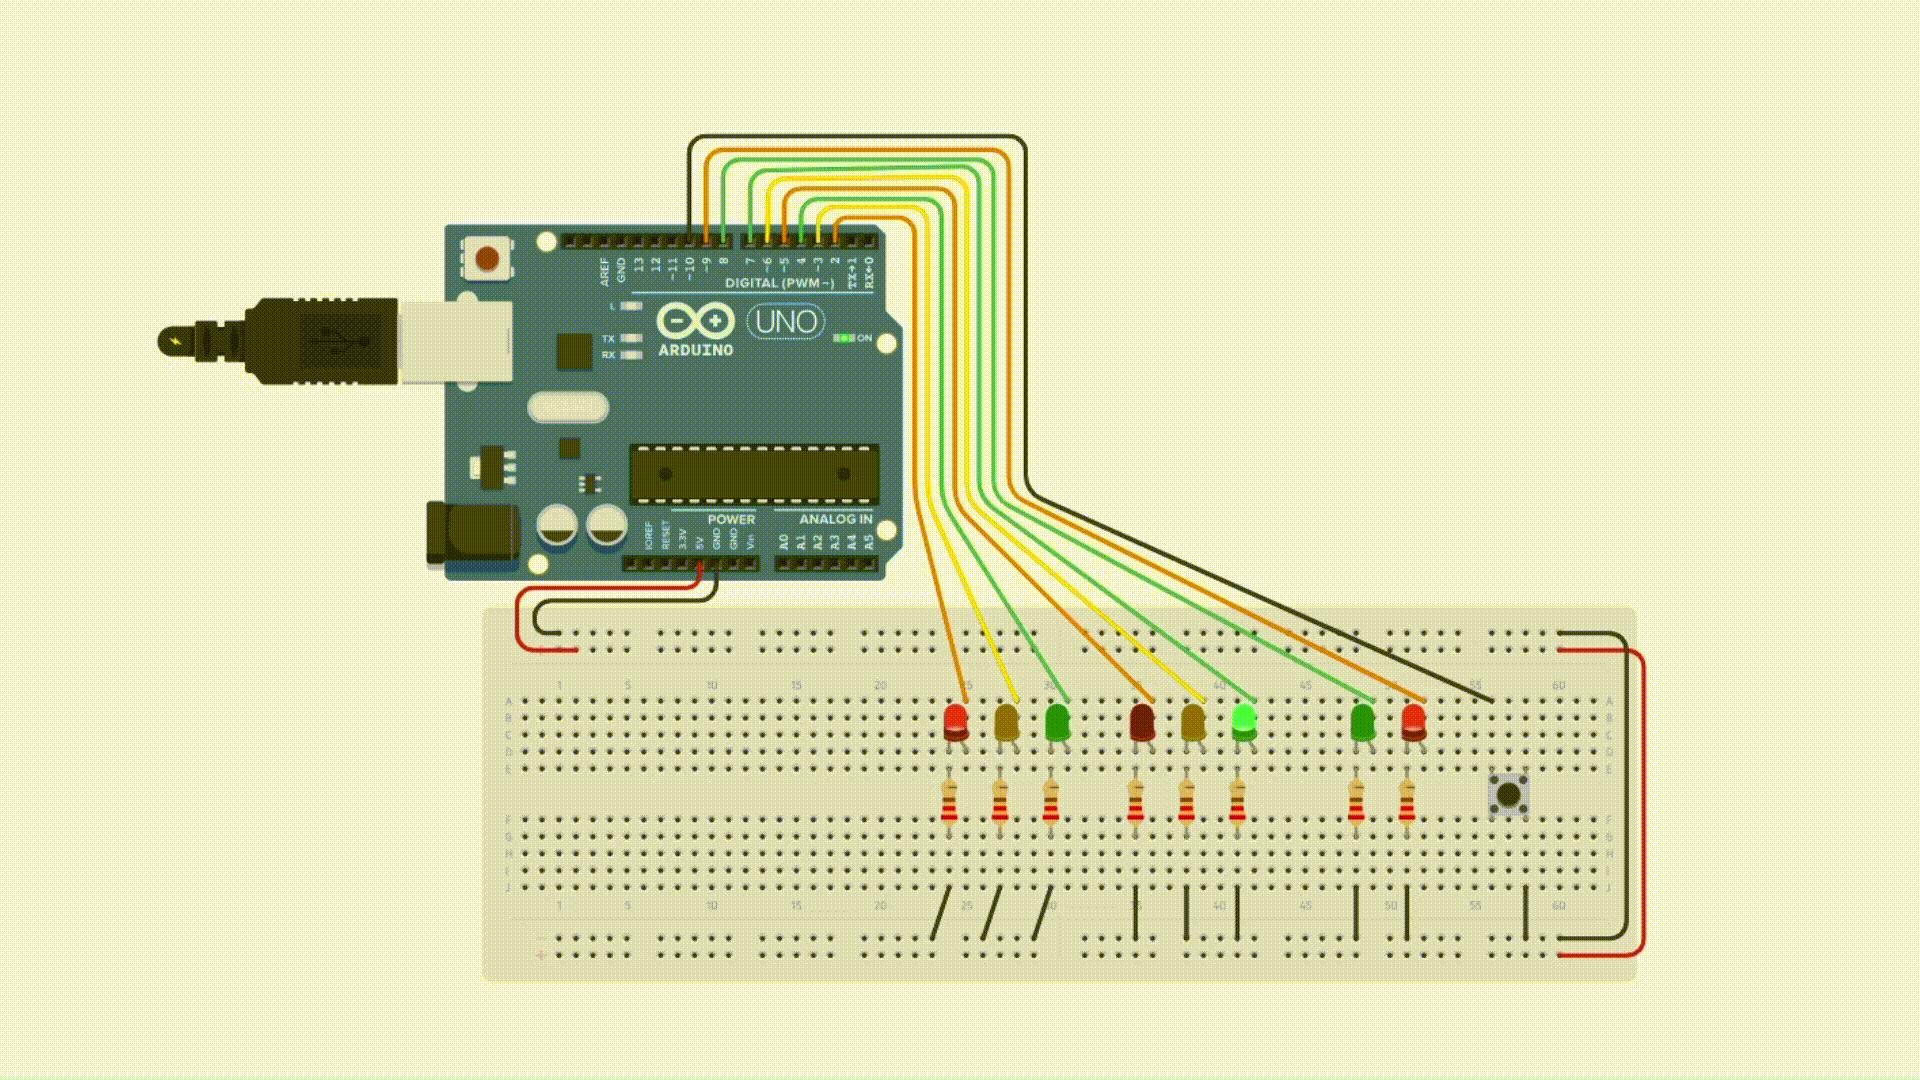 AREF GND 13 12 ~11 ~10 ~9 8 7 ~6 ~5 4 ~3 2 TX→1 RX←0
DIGITAL (PWM~)
L
UNO
TX
ON
RX
ARDUINO
POWER ANALOG IN
IOREF RESET 3.3V 5V GND GND Vin A0 A1 A2 A3 A4 A5
1 5 10 15 20 25 30 35 40 45 50 55 60
A A
B B
C C
D D
E E
F F
G G
H H
I I
J J
1 5 10 15 20 25 30 35 40 45 50 55 60